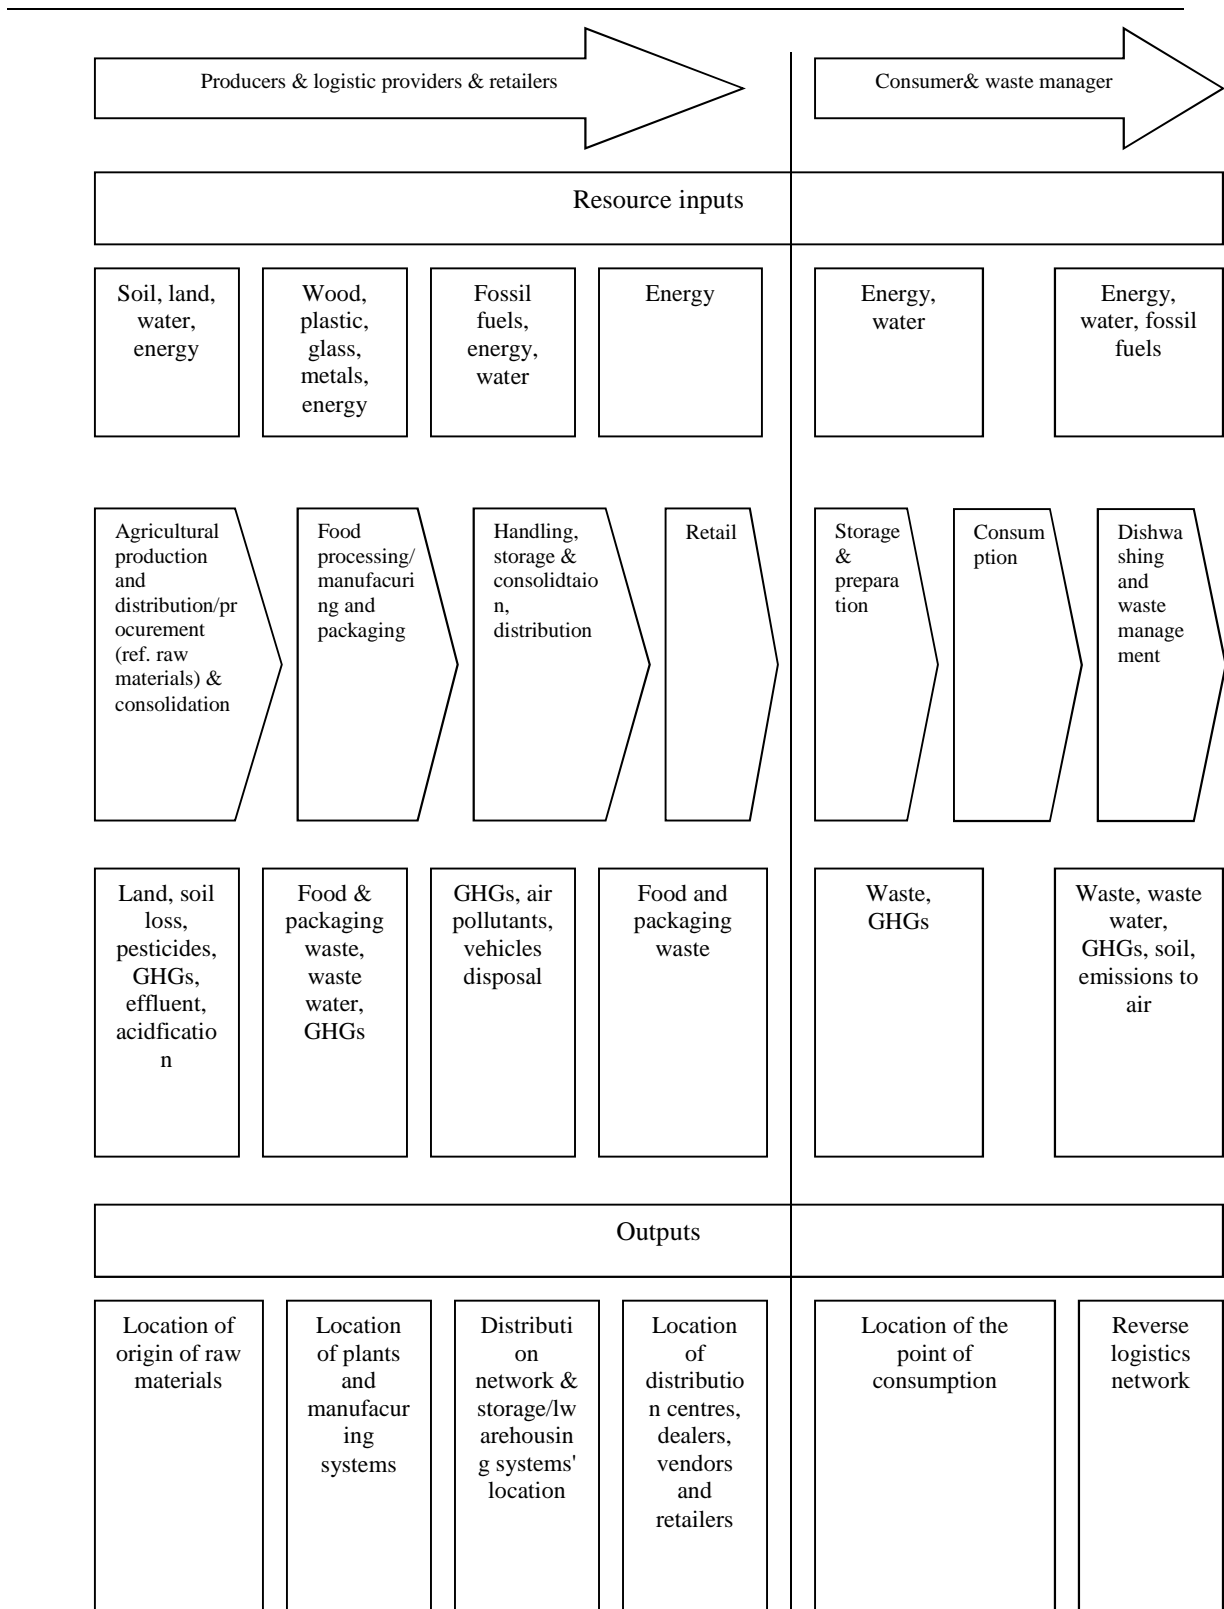 Producers & logistic providers & retailers
Consumer& waste manager
Resource inputs
Soil, land,
water,
energy
Wood,
plastic,
glass,
metals,
energy
Fossil
fuels,
energy,
water
Energy
Energy,
water
Energy,
water, fossil
fuels
Agricultural
production
and
distribution/pr
ocurement
(ref. raw
materials) &
consolidation
Food
processing/
manufacuri
ng and
packaging
Handling,
storage &
consolidtaio
n,
distribution
Retail
Storage
&
prepara
tion
Consum
ption
Dishwa
shing
and
waste
manage
ment
Land, soil
loss,
pesticides,
GHGs,
effluent,
acidficatio
n
Food &
packaging
waste,
waste
water,
GHGs
GHGs, air
pollutants,
vehicles
disposal
Food and
packaging
waste
Waste,
GHGs
Waste, waste
water,
GHGs, soil,
emissions to
air
Outputs
Location of
origin of raw
materials
Location
of plants
and
manufacur
ing
systems
Distributi
on
network &
storage/lw
arehousin
g systems'
location
Location
of
distributio
n centres,
dealers,
vendors
and
retailers
Location of the
point of
consumption
Reverse
logistics
network